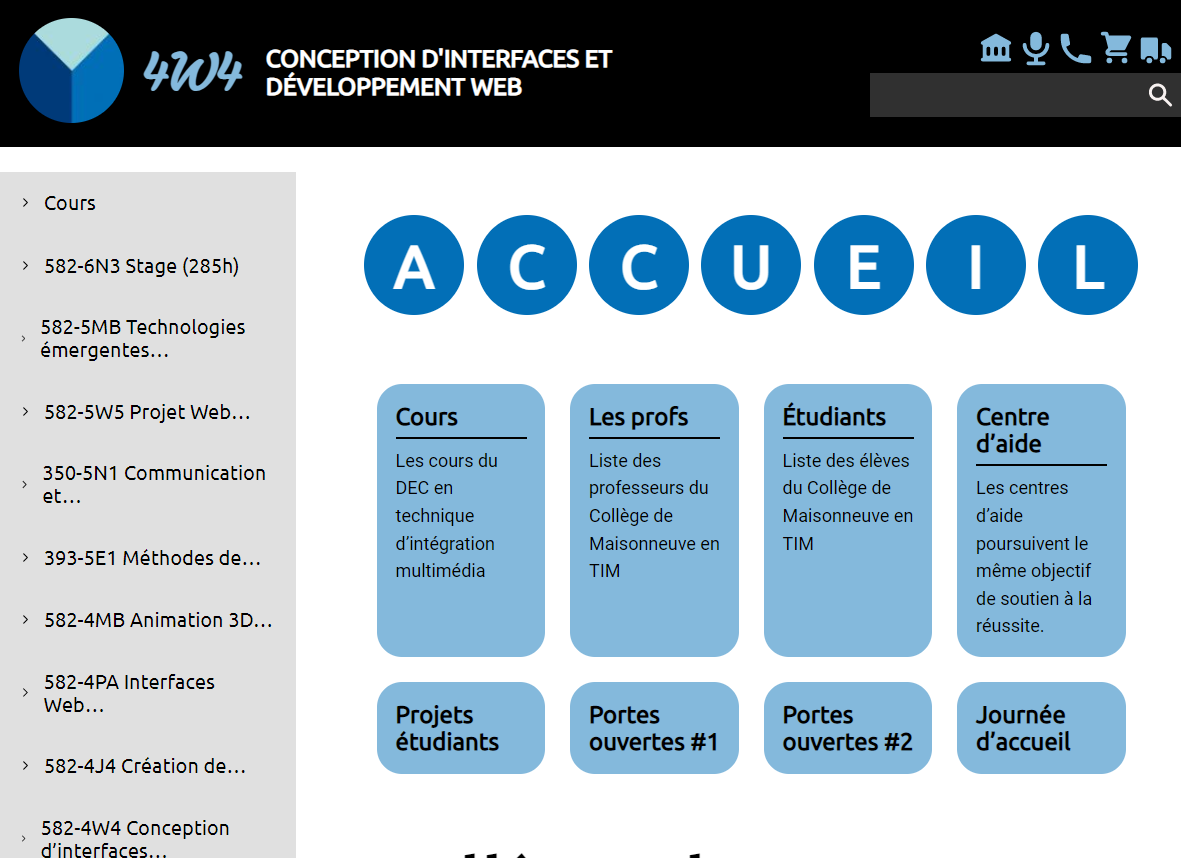 4W4
CONCEPTION D'INTERFACES ET
DÉVELOPPEMENT WEB
Cours
582-6N3 Stage (285h)
582-5MB Technologies
émergentes…
582-5W5 Projet Web…
350-5N1 Communication
et…
393-5E1 Méthodes de…
582-4MB Animation 3D…
582-4PA Interfaces
Web…
582-4J4 Création de…
582-4W4 Conception
d’interfaces…
A C C U E I L
Cours
Les cours du
DEC en
technique
d’intégration
multimédia
Les profs
Liste des
professeurs du
Collège de
Maisonneuve en
TIM
Étudiants
Liste des élèves
du Collège de
Maisonneuve en
TIM
Centre
d’aide
Les centres
d’aide
poursuivent le
même objectif
de soutien à la
réussite.
Projets
étudiants
Portes
ouvertes #1
Portes
ouvertes #2
Journée
d’accueil